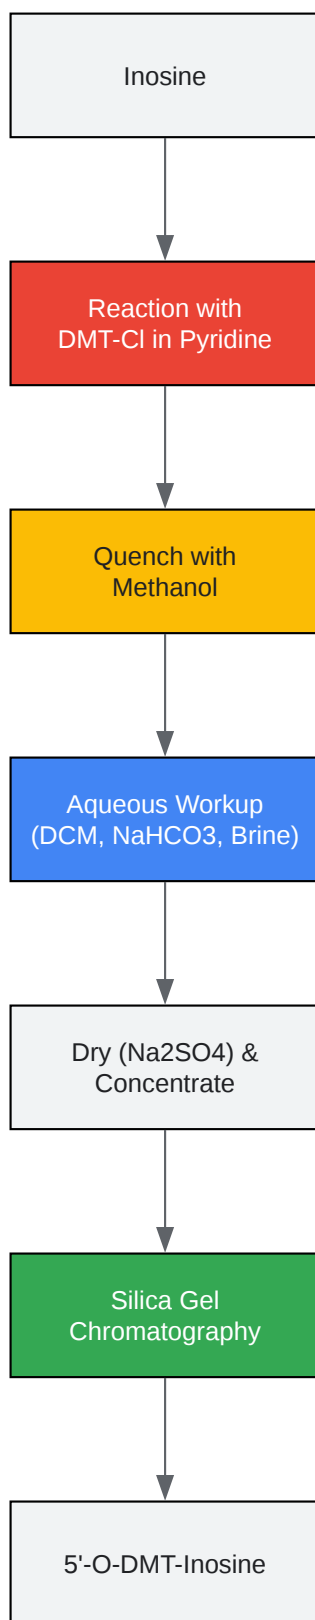 Inosine
Reaction with
DMT-Cl in Pyridine
Quench with
Methanol
Aqueous Workup
(DCM, NaHCO3, Brine)
Dry (Na2SO4) &
Concentrate
Silica Gel
Chromatography
5'-O-DMT-Inosine